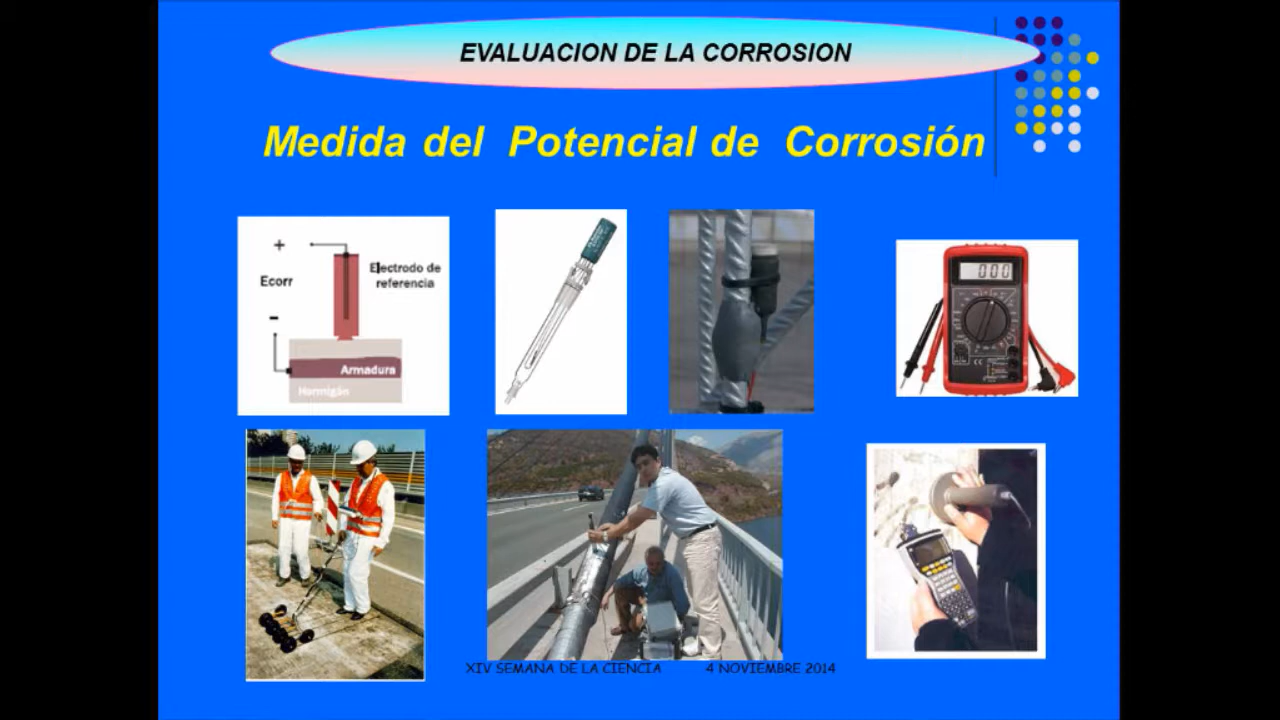 EVALUACION DE LA CORROSION
Medida del Potencial de Corrosión
+
Ecorr
-
Electrodo de
referencia
Armadura
Hormigón
000
XIV SEMANA DE LA CIENCIA 4 NOVIEMBRE 2014